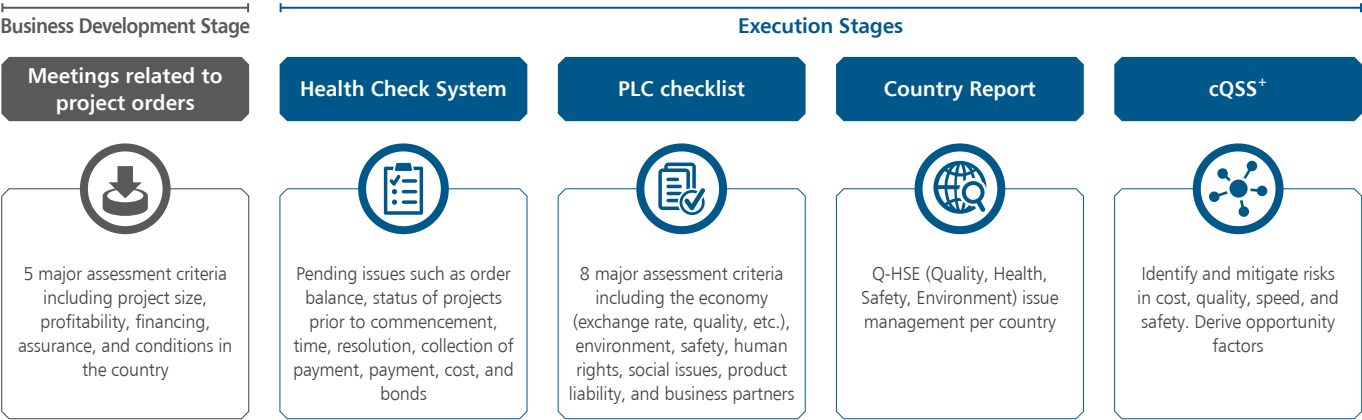 Business Development Stage
Execution Stages
Meetings related to
project orders
Health Check System
PLC checklist
Country Report
cQSS+
5 major assessment criteria
including project size,
profitability, financing,
assurance, and conditions in
the country
Pending issues such as order
balance, status of projects
prior to commencement,
time, resolution, collection of
payment, payment, cost, and
bonds
8 major assessment criteria
including the economy
(exchange rate, quality, etc.),
environment, safety, human
rights, social issues, product
liability, and business partners
Q-HSE (Quality, Health,
Safety, Environment) issue
management per country
Identify and mitigate risks
in cost, quality, speed, and
safety. Derive opportunity
factors